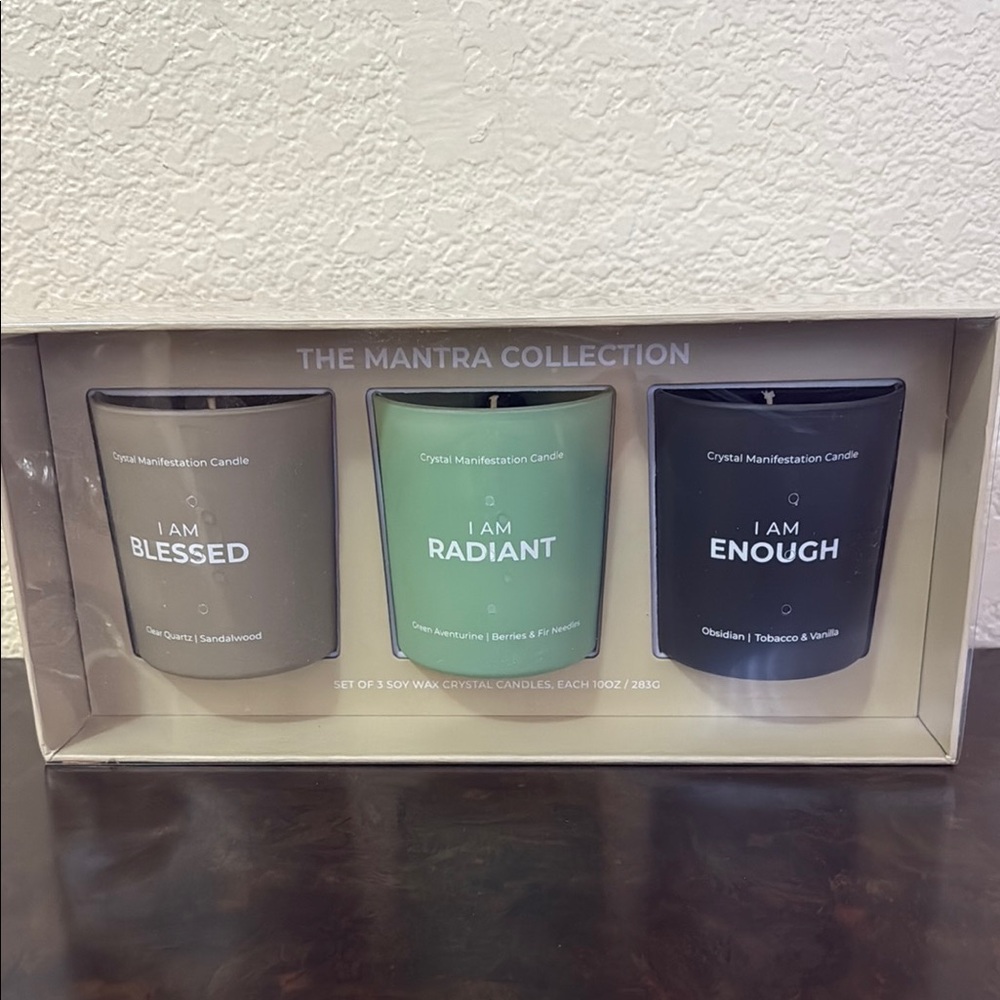 THE MANTRA COLLECTION
Crystal Manifestation Candle
I AM
BLESSED
Clear Quartz | Sandalwood
Crystal Manifestation Candle
I AM
RADIANT
Green Aventurine | Berries & Fir Needles
Crystal Manifestation Candle
I AM
ENOUGH
Obsidian | Tobacco & Vanilla
SET OF 3 SOY WAX CRYSTAL CANDLES, EACH 10OZ / 283G